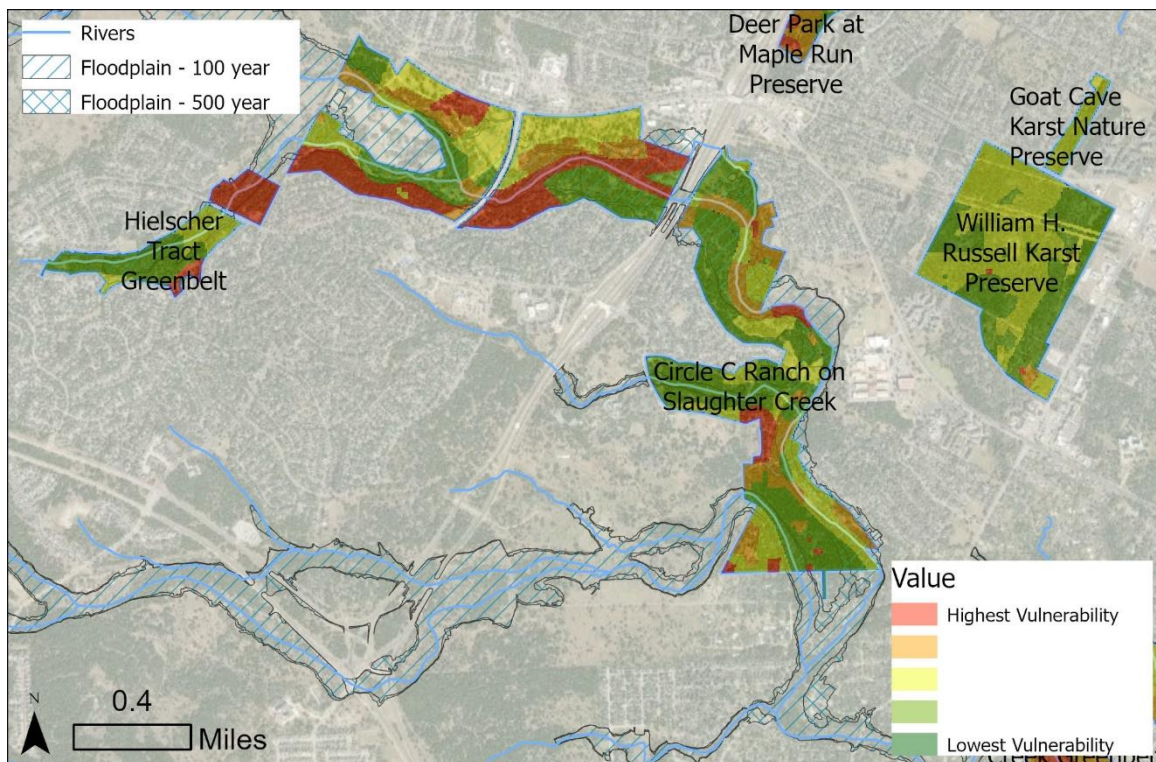 Rivers
Floodplain - 100 year
Floodplain - 500 year
Deer Park at
Maple Run
Preserve
Goat Cave
Karst Nature
Preserve
William H.
Russell Karst
Preserve
Hielscher
Tract
Greenbelt
Circle C Ranch on
Slaughter Creek
Value
Highest Vulnerability
Lowest Vulnerability
N
0.4
Miles